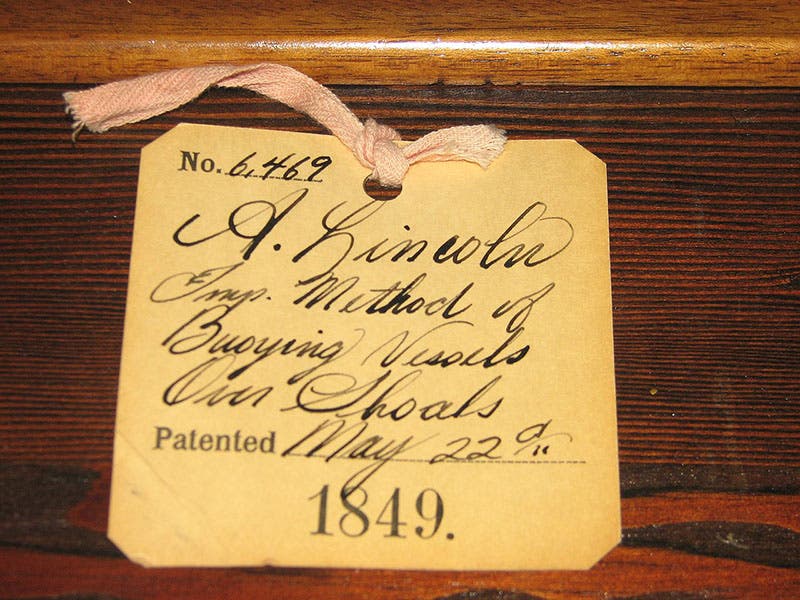 No. 6,469
A. Lincoln
Imp. Method of
Buoying Vessels
Over Shoals
Patented May 22d
1849.